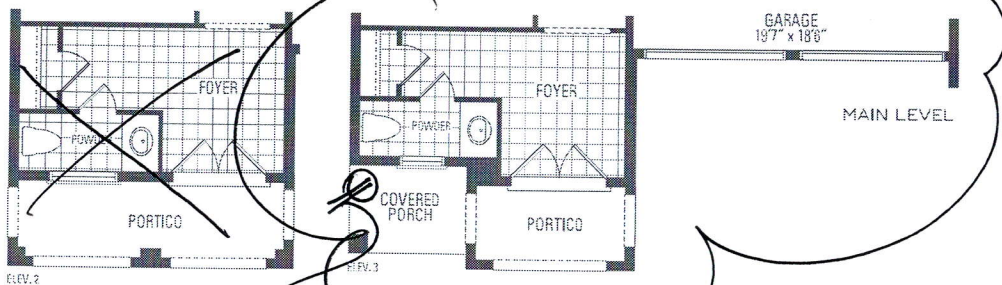 GARAGE
19'7" x 18'6"
FOYER
FOYER
MAIN LEVEL
POWDER
POWDER
COVERED
PORCH
PORTICO
PORTICO
ELEV. 2
ELEV. 3